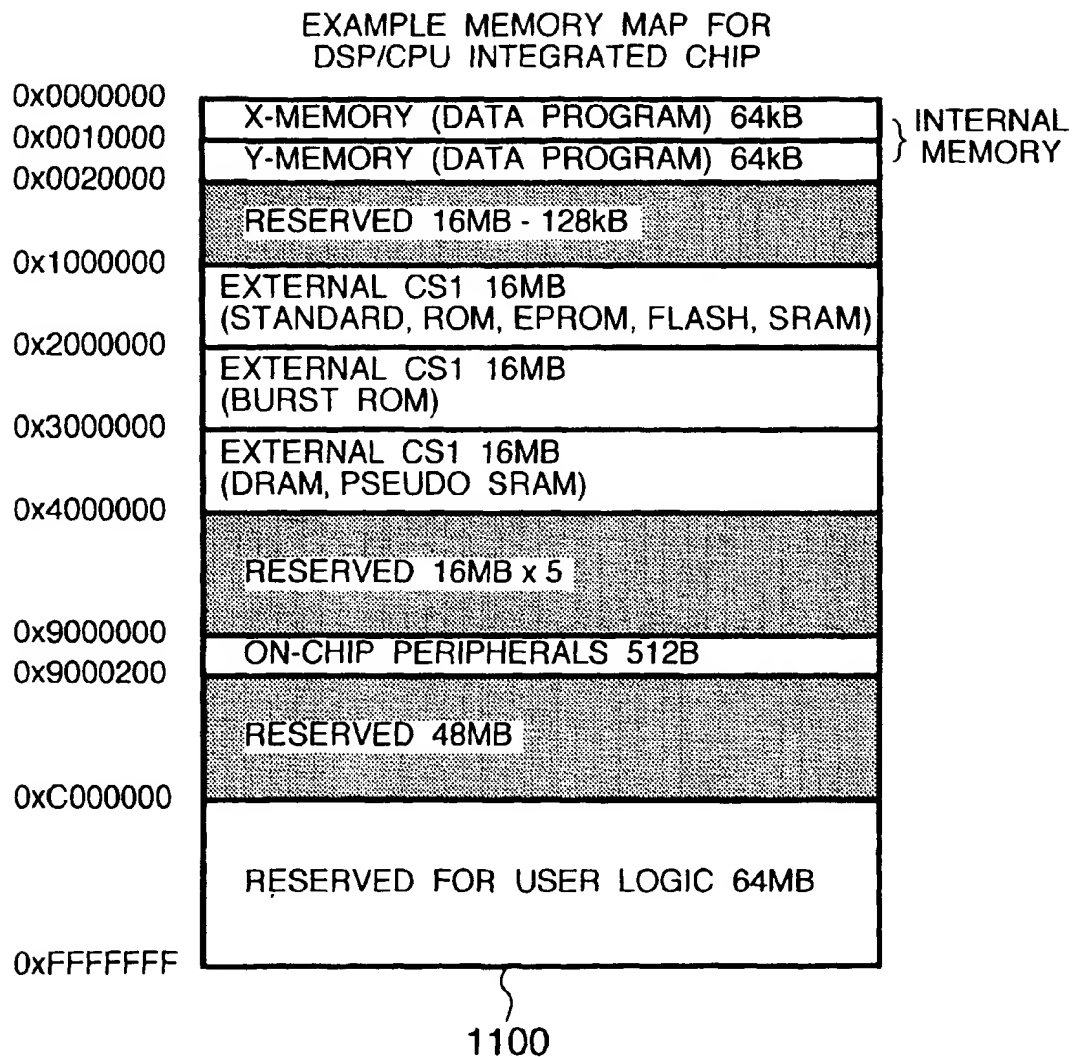 EXAMPLE MEMORY MAP FOR
DSP/CPU INTEGRATED CHIP
0x0000000
X-MEMORY (DATA PROGRAM) 64kB
0x0010000
Y-MEMORY (DATA PROGRAM) 64kB
INTERNAL
MEMORY
0x0020000
RESERVED 16MB - 128kB
0x1000000
EXTERNAL CS1 16MB
(STANDARD, ROM, EPROM, FLASH, SRAM)
0x2000000
EXTERNAL CS1 16MB
(BURST ROM)
0x3000000
EXTERNAL CS1 16MB
(DRAM, PSEUDO SRAM)
0x4000000
RESERVED 16MB x 5
0x9000000
ON-CHIP PERIPHERALS 512B
0x9000200
RESERVED 48MB
0xC000000
RESERVED FOR USER LOGIC 64MB
0xFFFFFFF
1100